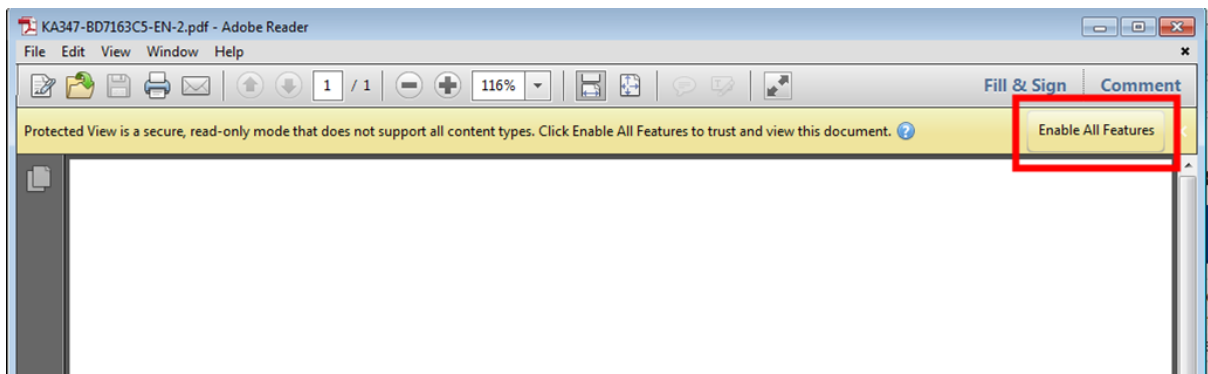 KA347-BD7163C5-EN-2.pdf - Adobe Reader
File Edit View Window Help
1 / 1 116% Fill & Sign Comment
Protected View is a secure, read-only mode that does not support all content types. Click Enable All Features to trust and view this document. Enable All Features